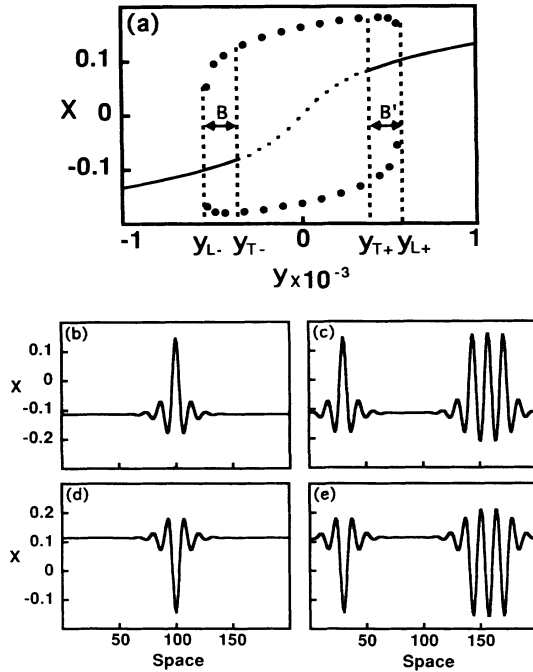 (a)
0.1
X 0
-0.1
B B'
-1 0 1
yL- yT- yT+ yL+
y x 10⁻³
(b) (c)
0.1
0
X
-0.1
-0.2
(d) (e)
0.2
0.1
X
0
-0.1
50 100 150 50 100 150
Space Space